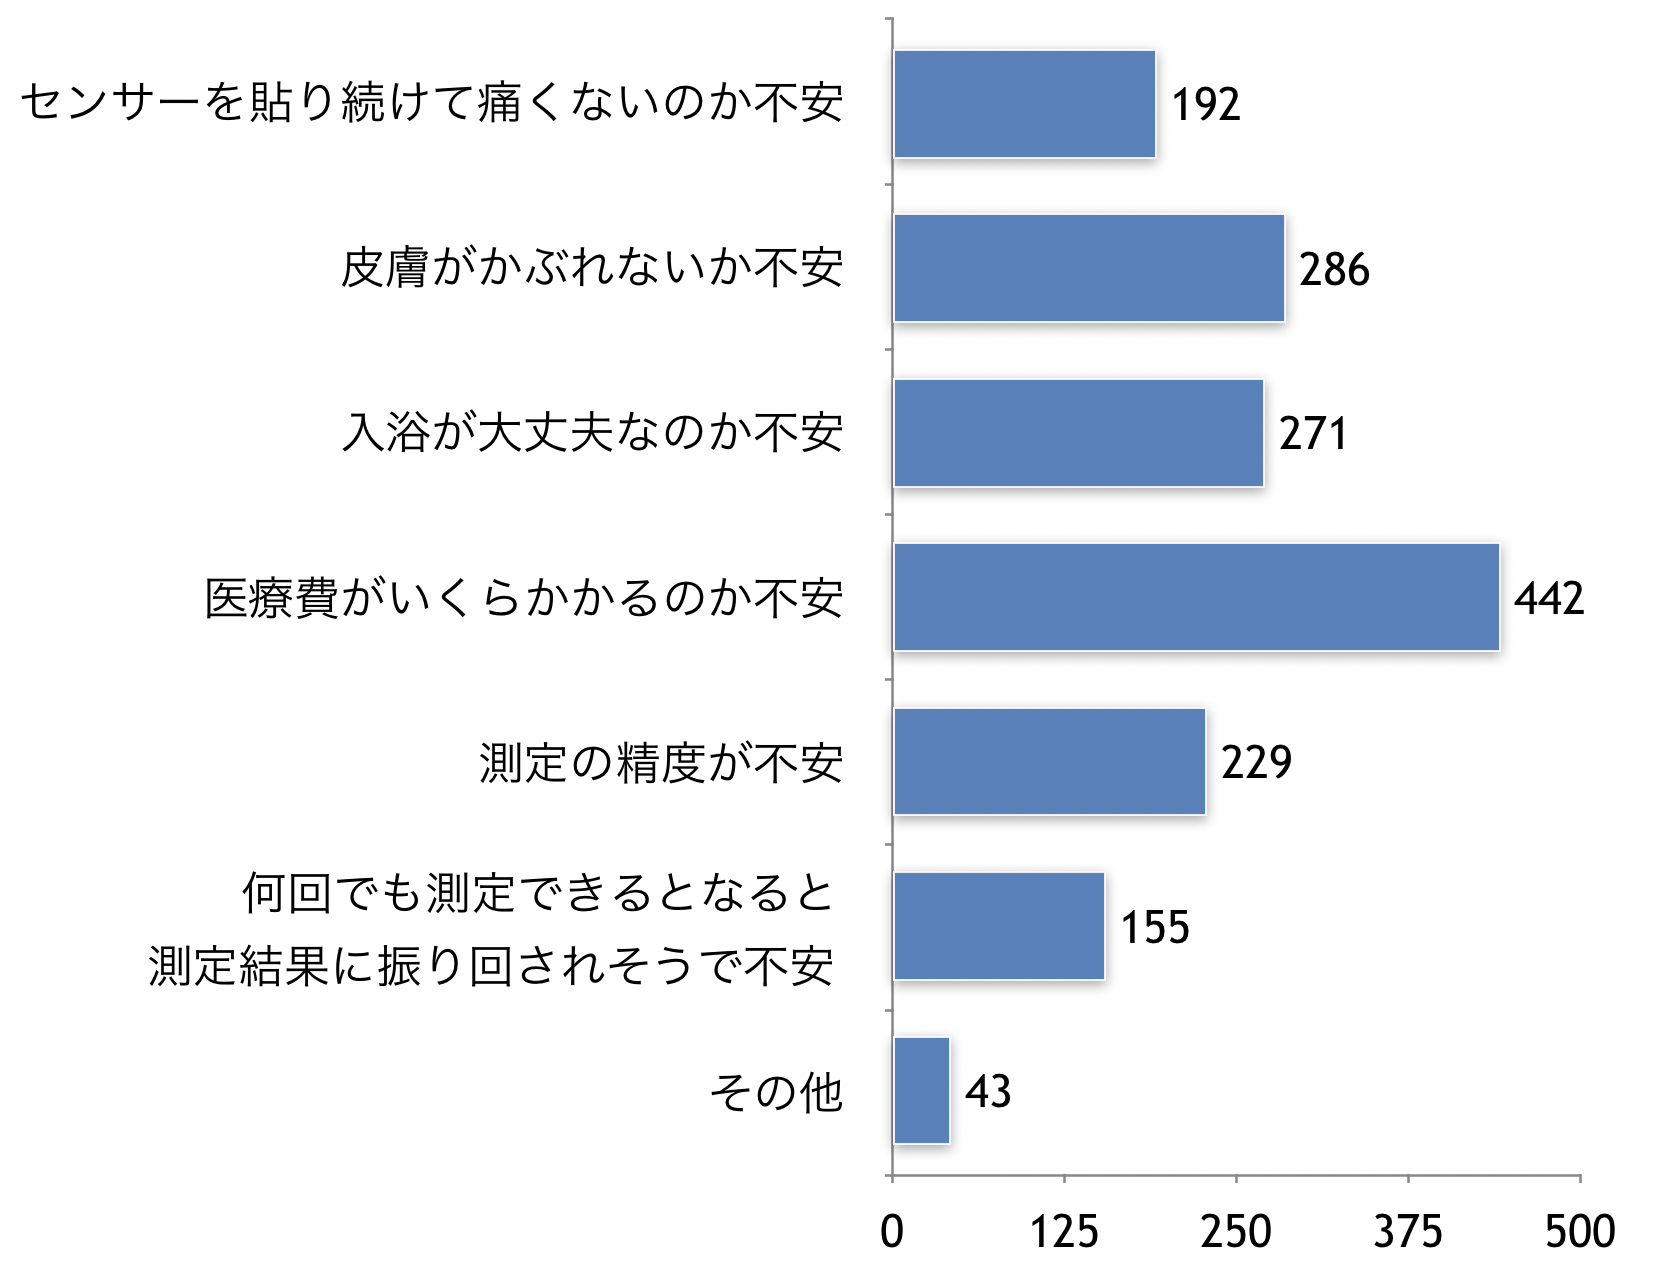 センサーを貼り続けて痛くないのか不安
192
皮膚がかぶれないか不安
286
入浴が大丈夫なのか不安
271
医療費がいくらかかるのか不安
442
測定の精度が不安
229
何回でも測定できるとなると
測定結果に振り回されそうで不安
155
その他
43
0 125 250 375 500